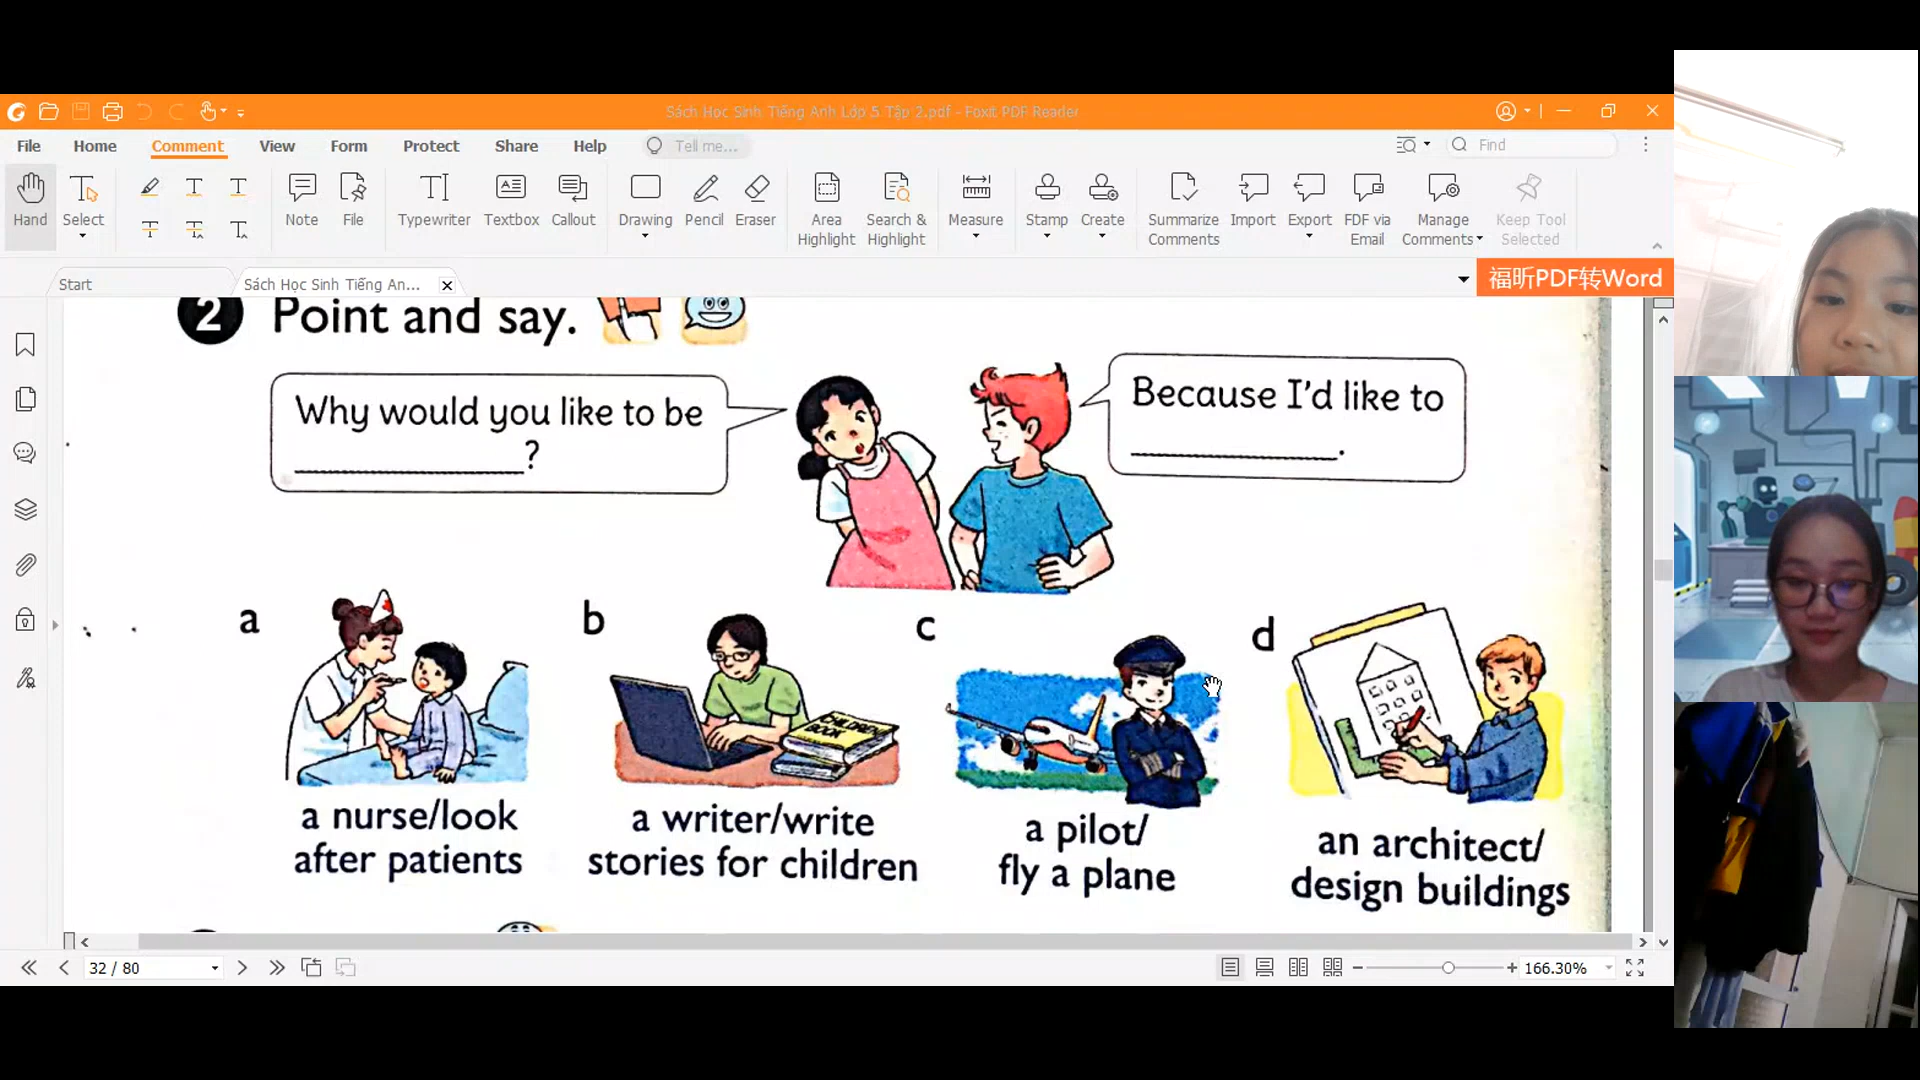 Sách Học Sinh Tiếng Anh Lớp 5 Tập 2.pdf - Foxit PDF Reader
File Home Comment View Form Protect Share Help Tell me... Find
Hand Select Note File Typewriter Textbox Callout Drawing Pencil Eraser Area Highlight Search & Highlight Measure Stamp Create Summarize Comments Import Export FDF via Email Manage Comments Keep Tool Selected
Start Sách Học Sinh Tiếng An... 福昕PDF转Word
2 Point and say.
Why would you like to be
____________?
Because I'd like to
____________.
a b c d
CHILDREN BOOK
a nurse/look
after patients
a writer/write
stories for children
a pilot/
fly a plane
an architect/
design buildings
32 / 80 166.30%